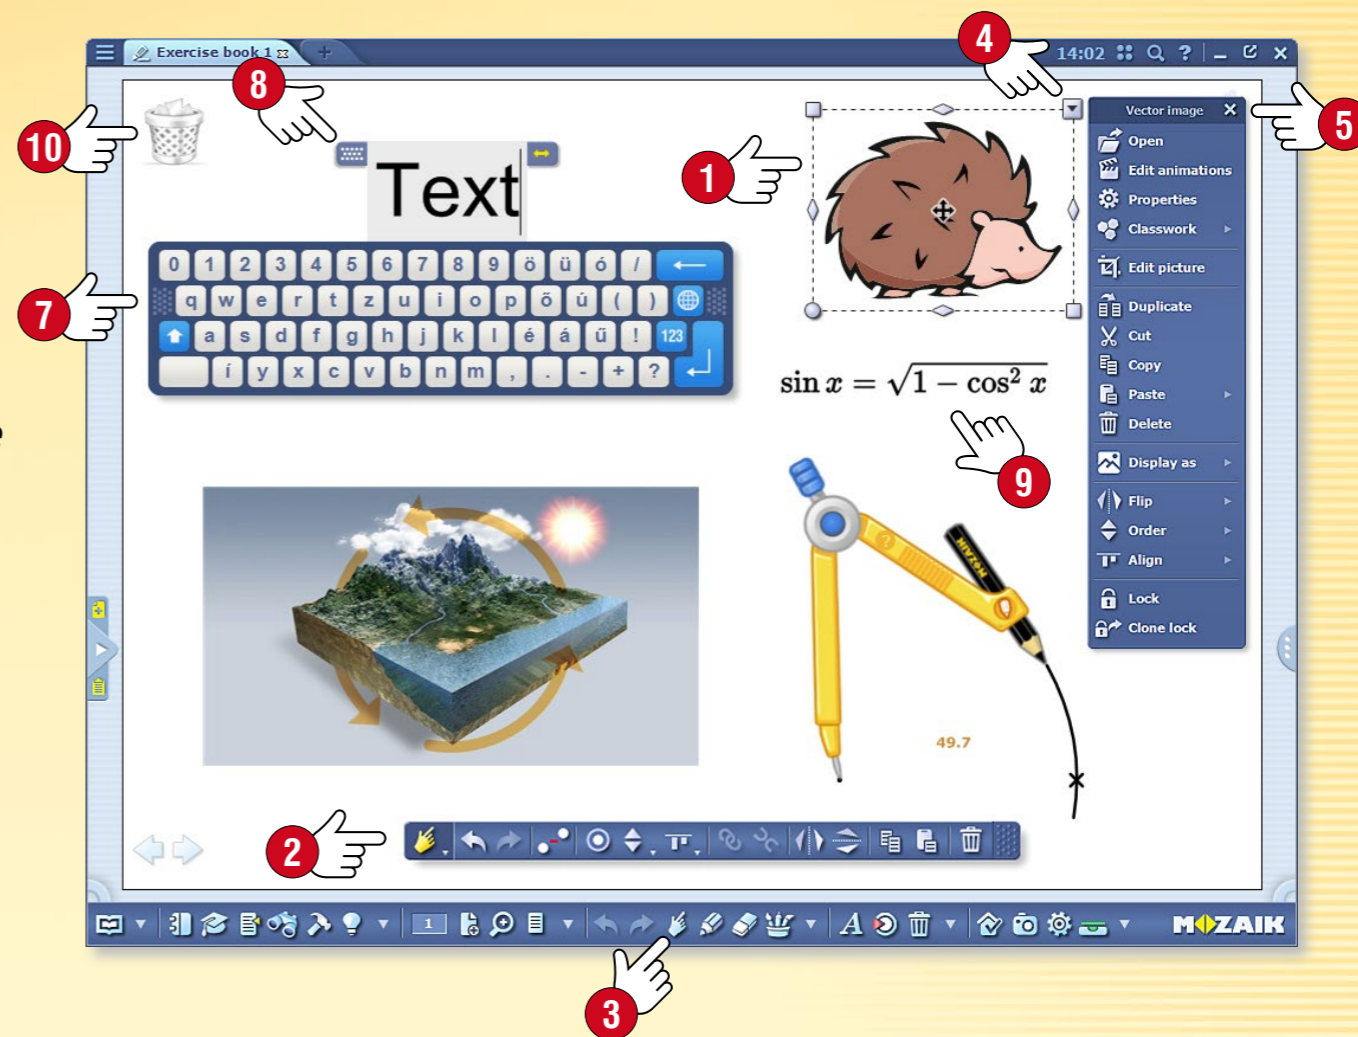 Exercise book 1
14:02
?
4
8
10
5
1
Vector image
Open
Edit animations
Properties
Classwork
Edit picture
Duplicate
Cut
Copy
Paste
Delete
Display as
Flip
Order
Align
Lock
Clone lock
Text
7
0 1 2 3 4 5 6 7 8 9 ö ü ó /
q w e r t z u i o p ő ú ( )
a s d f g h j k l é á ű ! 123
í y x c v b n m , . - + ?
sin x = √1 − cos² x
9
e
MOZAIK
49.7
2
1
A
MOZAIK
3